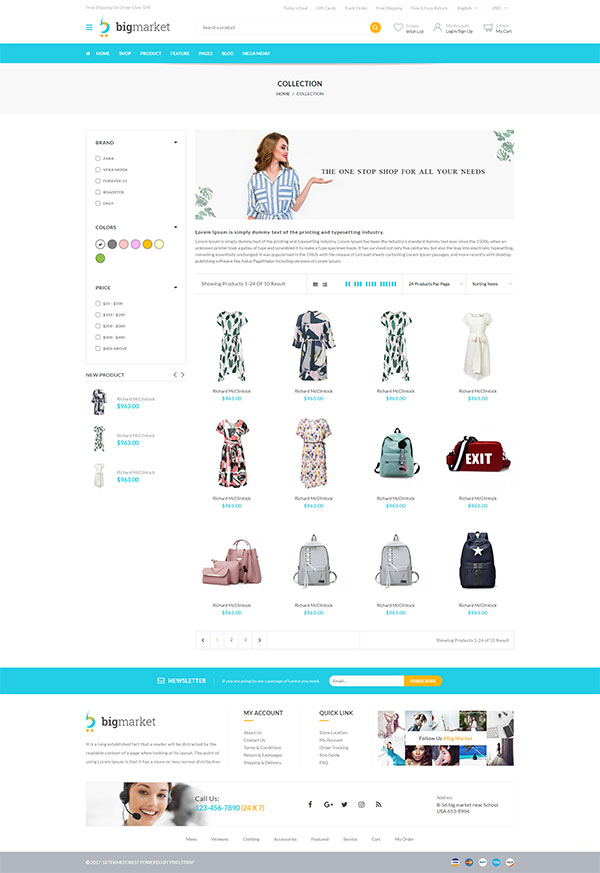 Free Shipping On Order Over $99
Today's Deal
Gift Cards
Track Order
Free Shipping
Free & Easy Return
English
USD
bigmarket
Search a product
0 item
Wish List
My Account
Login/Sign Up
My Cart
HOME
SHOP
PRODUCT
FEATURE
PAGES
BLOG
MEGA MENU
COLLECTION
HOME / COLLECTION
BRAND
ZARA
VERA-MODA
FOREVER-21
ROADSTER
ONLY
COLORS
PRICE
$10 - $100
$100 - $200
$200 - $300
$300 - $400
$400 ABOVE
NEW PRODUCT
Richard McClintock
$963.00
Richard McClintock
$963.00
Richard McClintock
$963.00
THE ONE STOP SHOP FOR ALL YOUR NEEDS
Lorem Ipsum is simply dummy text of the printing and typesetting industry.
Lorem Ipsum is simply dummy text of the printing and typesetting industry. Lorem Ipsum has been the industry's standard dummy text ever since the 1500s, when an
unknown printer took a galley of type and scrambled it to make a type specimen book. It has survived not only five centuries, but also the leap into electronic typesetting,
remaining essentially unchanged. It was popularised in the 1960s with the release of Letraset sheets containing Lorem Ipsum passages, and more recently with desktop
publishing software like Aldus PageMaker including versions of Lorem Ipsum.
Showing Products 1-24 Of 10 Result
24 Products Par Page
Sorting Items
Richard McClintock
$963.00
Richard McClintock
$963.00
Richard McClintock
$963.00
Richard McClintock
$963.00
EXIT
Richard McClintock
$963.00
Richard McClintock
$963.00
Richard McClintock
$963.00
Richard McClintock
$963.00
Richard McClintock
$963.00
Richard McClintock
$963.00
Richard McClintock
$963.00
Richard McClintock
$963.00
1 2 3
Showing Products 1-24 of 10 Result
NEWSLETTER
If you are going to use a passage of Lorem you need.
Enter your email
SUBSCRIBE
bigmarket
It is a long established fact that a reader will be distracted by the
readable content of a page when looking at its layout. The point of
using Lorem Ipsum is that it has a more or less normal distribution
MY ACCOUNT
About Us
Contact Us
Terms & Conditions
Return & Exchanges
Shipping & Delivery
QUICK LINK
Store Location
My Account
Order Tracking
Size Guide
FAQ
Follow Us #Big Market
Call Us:
123-456-7890 (24 X 7)
Address
B-56 big market near School
USA 653-8964
Mens
Womens
Clothing
Accessories
Featured
Service
Cart
My Order